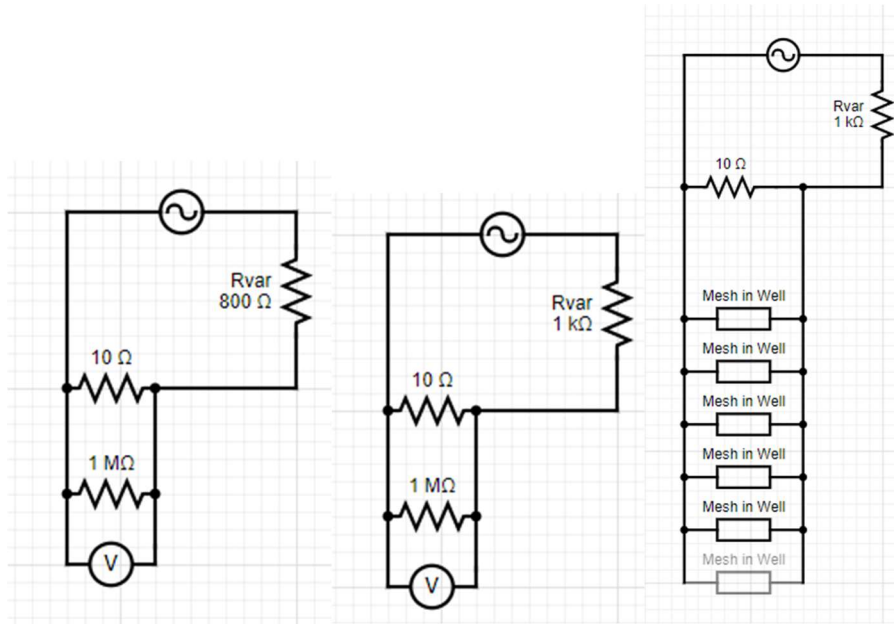 Rvar
800 Ω
10 Ω
1 MΩ
V
Rvar
1 kΩ
10 Ω
1 MΩ
V
Rvar
1 kΩ
10 Ω
Mesh in Well
Mesh in Well
Mesh in Well
Mesh in Well
Mesh in Well
Mesh in Well